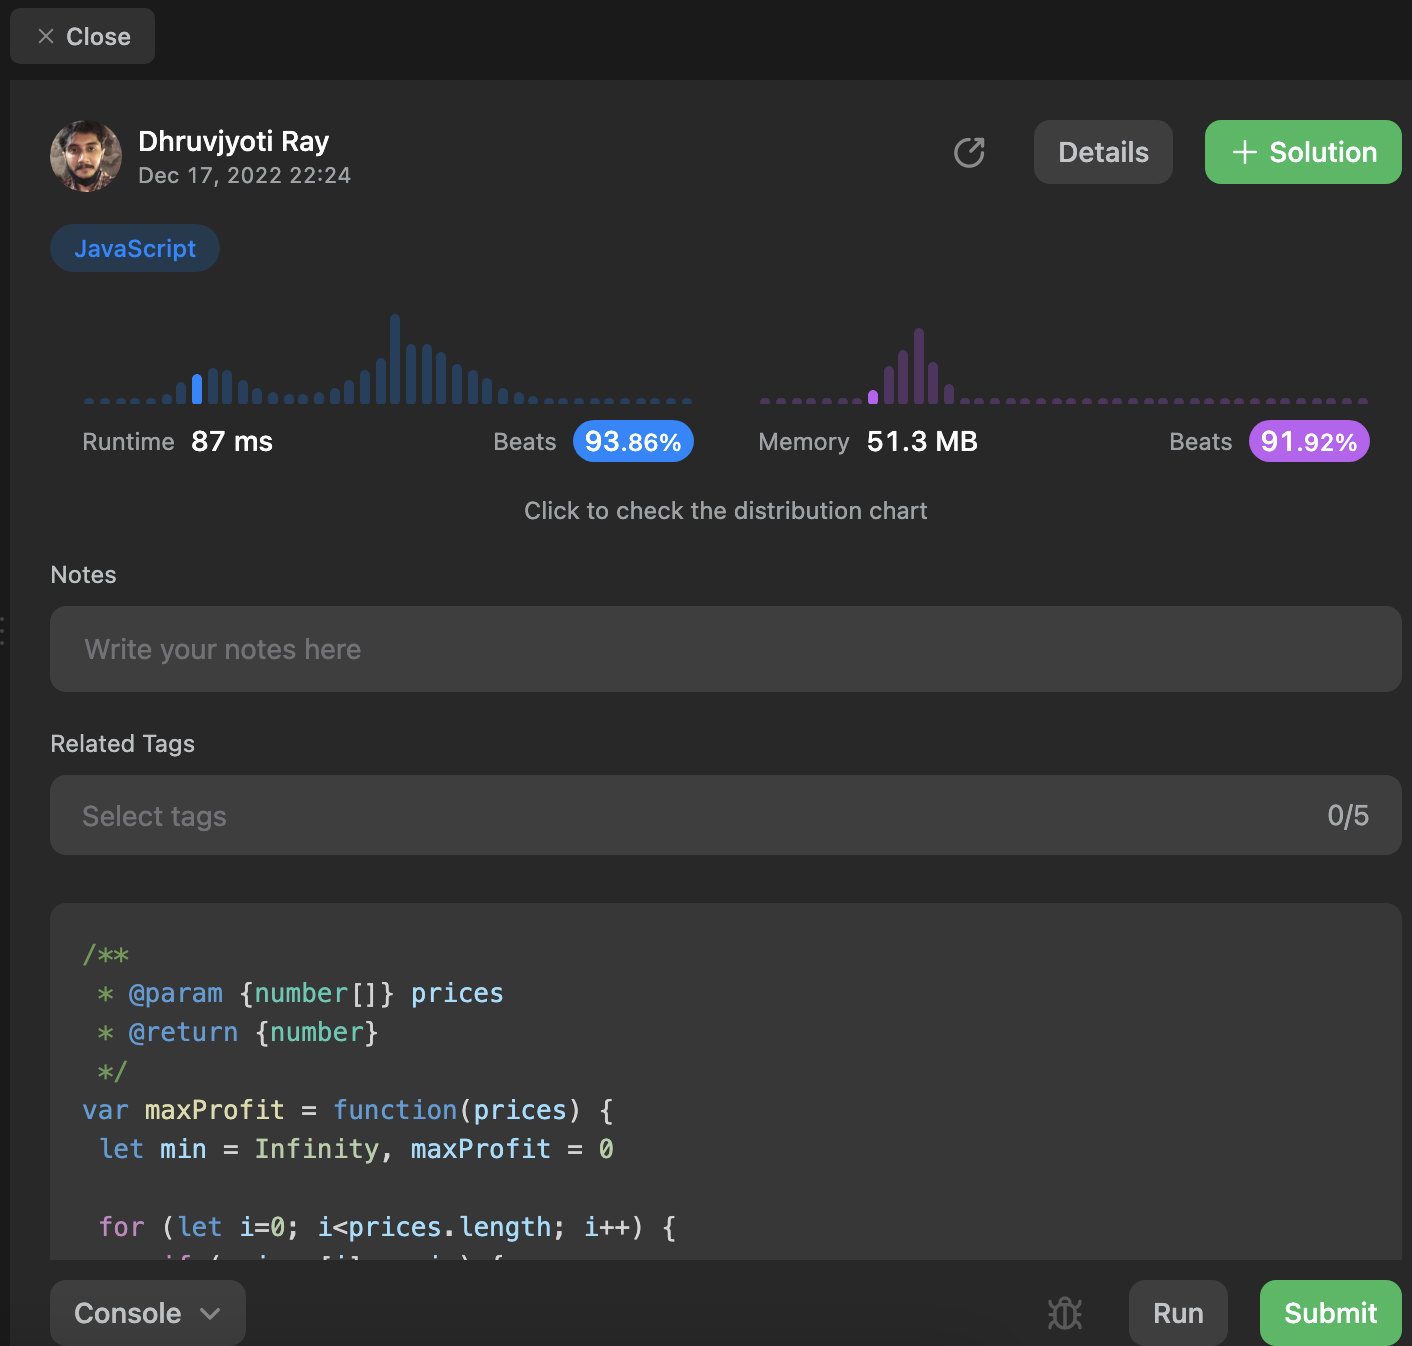 Close
Dhruvjyoti Ray
Dec 17, 2022 22:24
Details
+ Solution
JavaScript
Runtime 87 ms Beats 93.86%
Memory 51.3 MB Beats 91.92%
Click to check the distribution chart
Notes
Write your notes here
Related Tags
Select tags 0/5
/**
 * @param {number[]} prices
 * @return {number}
 */
var maxProfit = function(prices) {
 let min = Infinity, maxProfit = 0
 for (let i=0; i<prices.length; i++) {
Console
Run
Submit